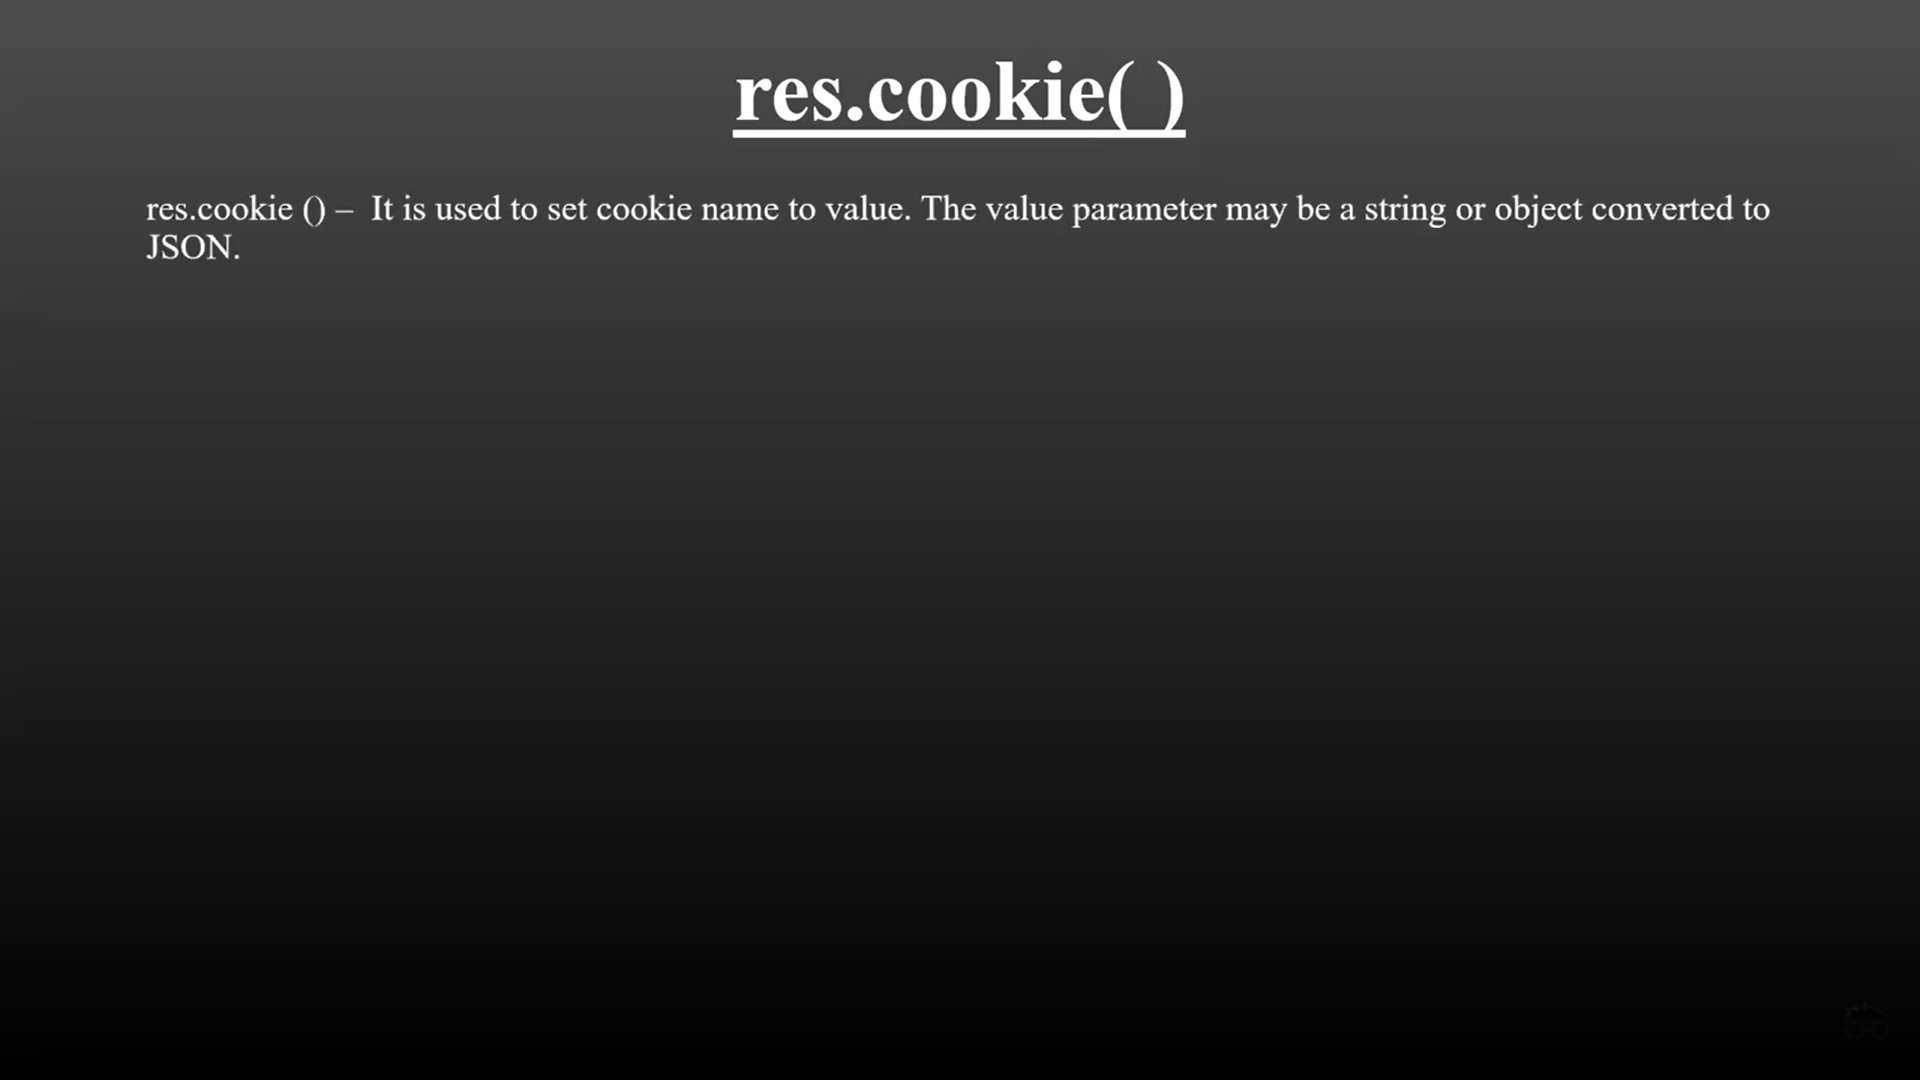 res.cookie( )
res.cookie () – It is used to set cookie name to value. The value parameter may be a string or object converted to
JSON.